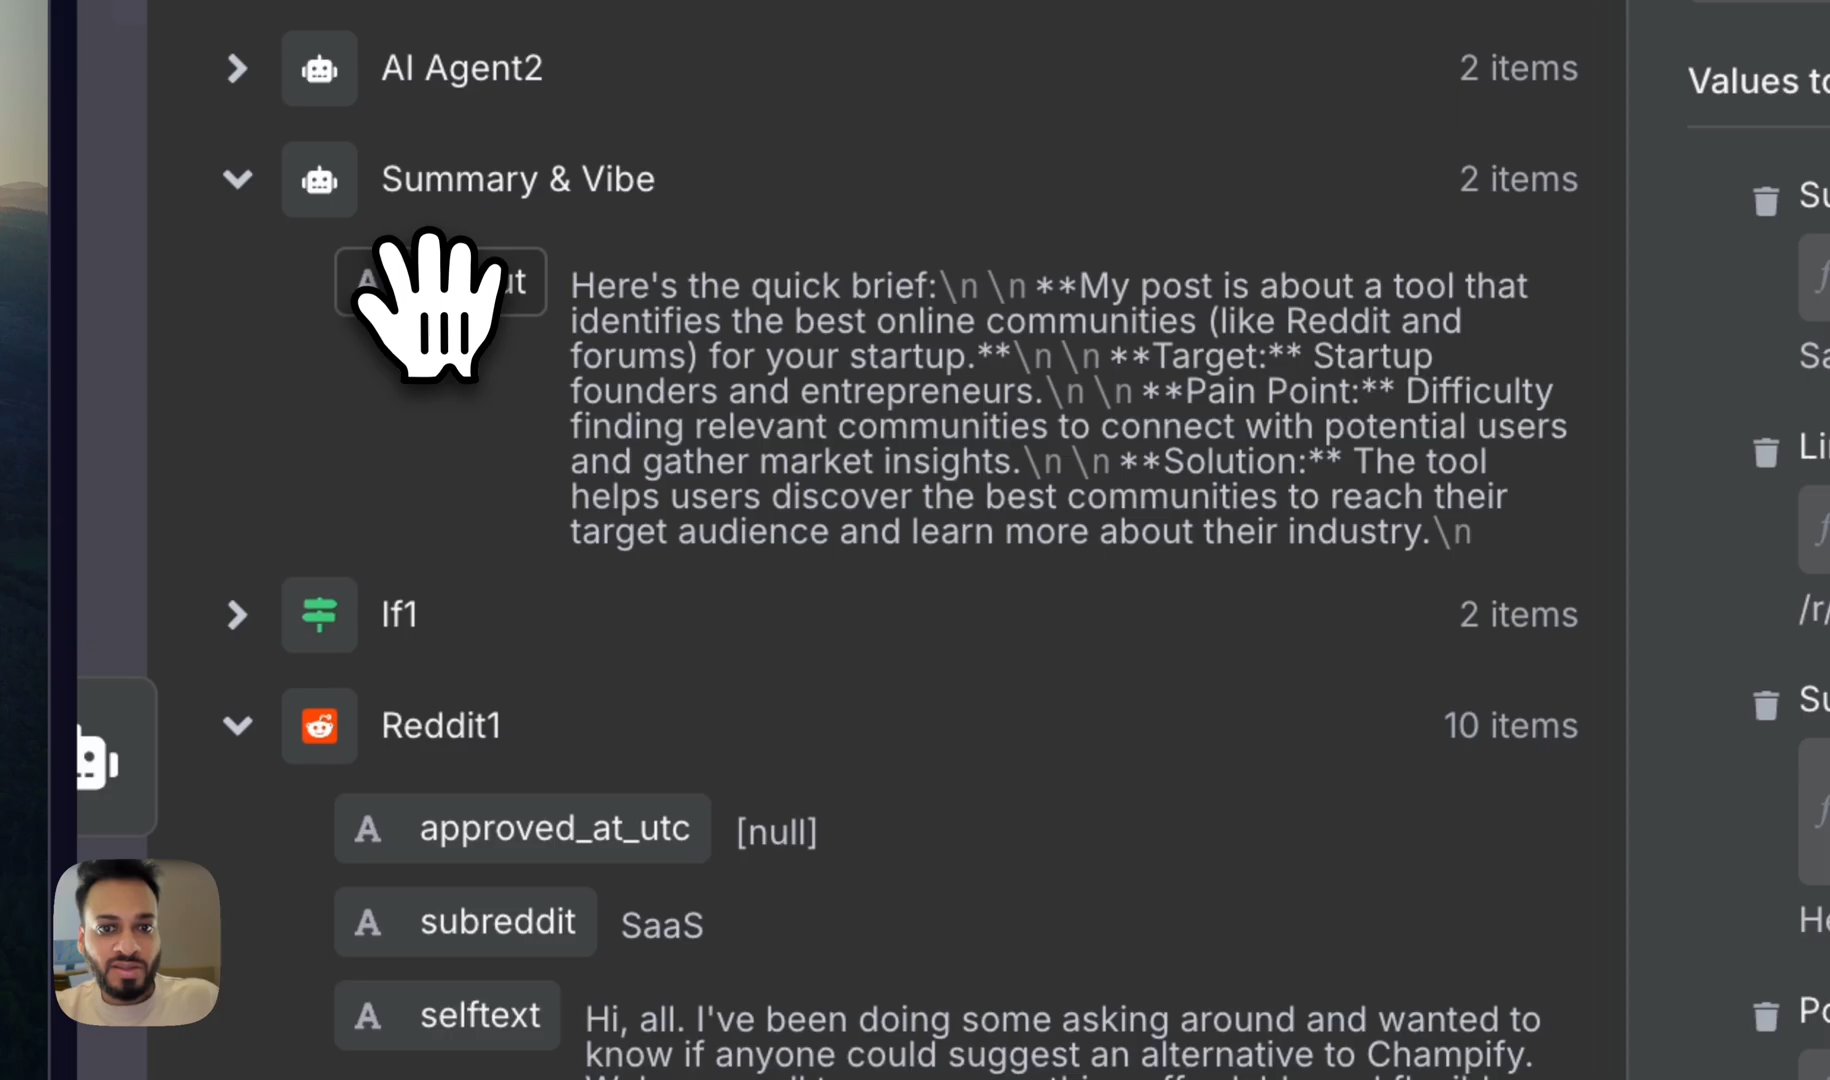 AI Agent2
2 items
Values to
Summary & Vibe
2 items
Here's the quick brief:\n \n **My post is about a tool that
identifies the best online communities (like Reddit and
forums) for your startup.**\n \n **Target:** Startup
founders and entrepreneurs.\n \n **Pain Point:** Difficulty
finding relevant communities to connect with potential users
and gather market insights.\n \n **Solution:** The tool
helps users discover the best communities to reach their
target audience and learn more about their industry.\n
If1
2 items
Reddit1
10 items
A approved_at_utc [null]
A subreddit SaaS
A selftext Hi, all. I've been doing some asking around and wanted to
know if anyone could suggest an alternative to Champify.
/r/